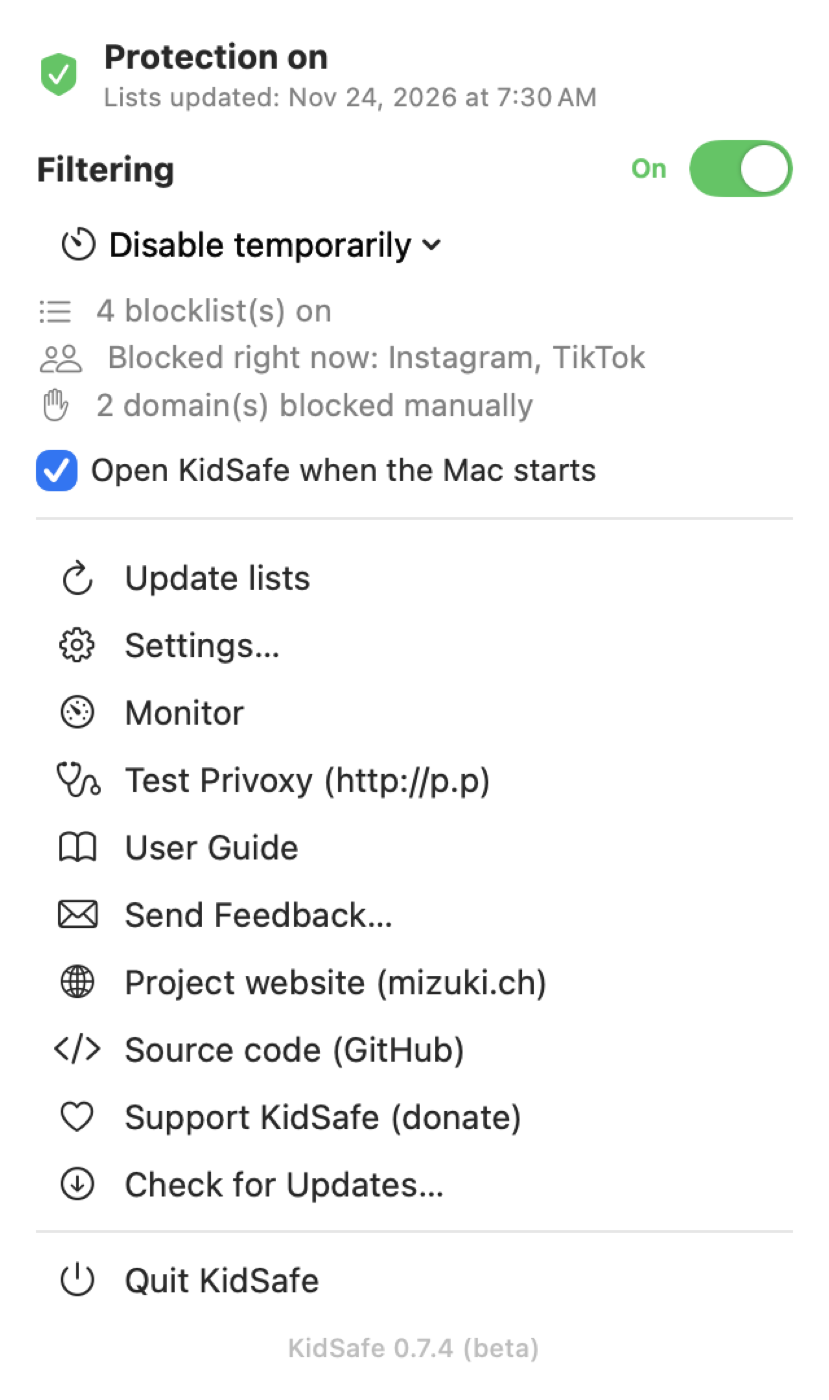 Protection on
Lists updated: Nov 24, 2026 at 7:30 AM
Filtering
On
Disable temporarily
4 blocklist(s) on
Blocked right now: Instagram, TikTok
2 domain(s) blocked manually
Open KidSafe when the Mac starts
Update lists
Settings...
Monitor
Test Privoxy (http://p.p)
User Guide
Send Feedback...
Project website (mizuki.ch)
Source code (GitHub)
Support KidSafe (donate)
Check for Updates...
Quit KidSafe
KidSafe 0.7.4 (beta)